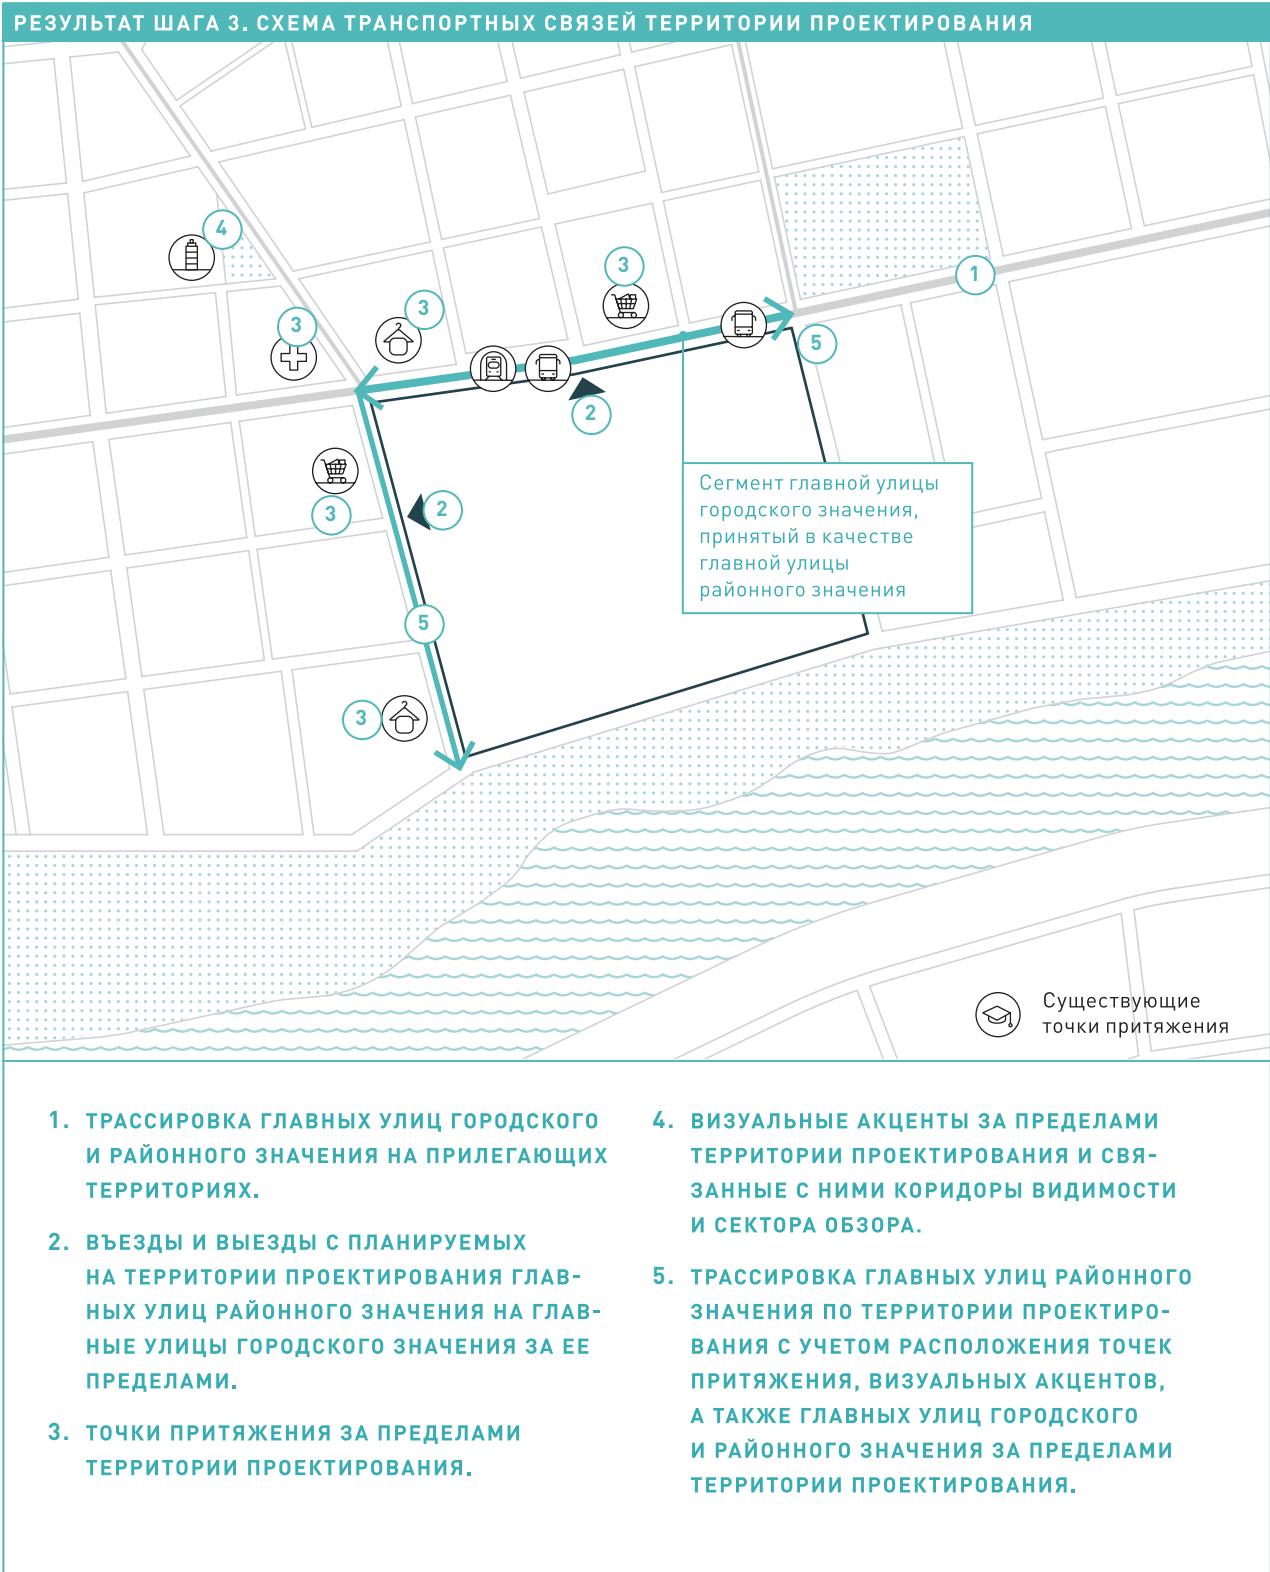 РЕЗУЛЬТАТ ШАГА 3. СХЕМА ТРАНСПОРТНЫХ СВЯЗЕЙ ТЕРРИТОРИИ ПРОЕКТИРОВАНИЯ
4
3
3
3
1
5
2
3
2
Сегмент главной улицы
городского значения,
принятый в качестве
главной улицы
районного значения
5
3
Существующие
точки притяжения
1. ТРАССИРОВКА ГЛАВНЫХ УЛИЦ ГОРОДСКОГО
И РАЙОННОГО ЗНАЧЕНИЯ НА ПРИЛЕГАЮЩИХ
ТЕРРИТОРИЯХ.
2. ВЪЕЗДЫ И ВЫЕЗДЫ С ПЛАНИРУЕМЫХ
НА ТЕРРИТОРИИ ПРОЕКТИРОВАНИЯ ГЛАВ-
НЫХ УЛИЦ РАЙОННОГО ЗНАЧЕНИЯ НА ГЛАВ-
НЫЕ УЛИЦЫ ГОРОДСКОГО ЗНАЧЕНИЯ ЗА ЕЕ
ПРЕДЕЛАМИ.
3. ТОЧКИ ПРИТЯЖЕНИЯ ЗА ПРЕДЕЛАМИ
ТЕРРИТОРИИ ПРОЕКТИРОВАНИЯ.
4. ВИЗУАЛЬНЫЕ АКЦЕНТЫ ЗА ПРЕДЕЛАМИ
ТЕРРИТОРИИ ПРОЕКТИРОВАНИЯ И СВЯ-
ЗАННЫЕ С НИМИ КОРИДОРЫ ВИДИМОСТИ
И СЕКТОРА ОБЗОРА.
5. ТРАССИРОВКА ГЛАВНЫХ УЛИЦ РАЙОННОГО
ЗНАЧЕНИЯ ПО ТЕРРИТОРИИ ПРОЕКТИРО-
ВАНИЯ С УЧЕТОМ РАСПОЛОЖЕНИЯ ТОЧЕК
ПРИТЯЖЕНИЯ, ВИЗУАЛЬНЫХ АКЦЕНТОВ,
А ТАКЖЕ ГЛАВНЫХ УЛИЦ ГОРОДСКОГО
И РАЙОННОГО ЗНАЧЕНИЯ ЗА ПРЕДЕЛАМИ
ТЕРРИТОРИИ ПРОЕКТИРОВАНИЯ.